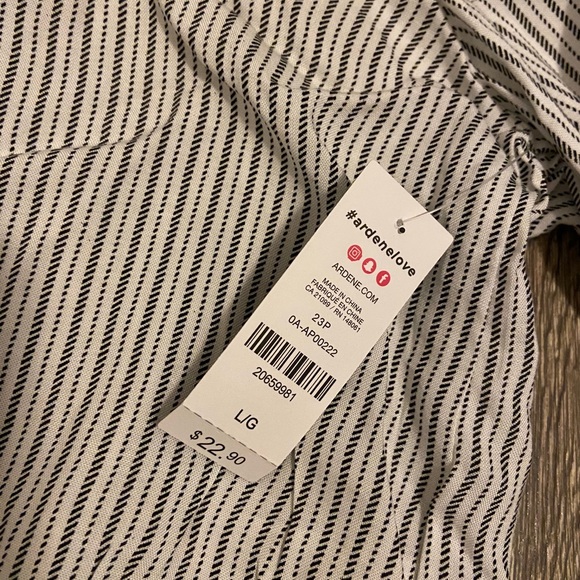 #ardenelove
ARDENE.COM
MADE IN CHINA
FABRIQUÉ EN CHINE
CA 21099 / RN 148061
23P
0A-AP00222
20659981
L/G
$22.90